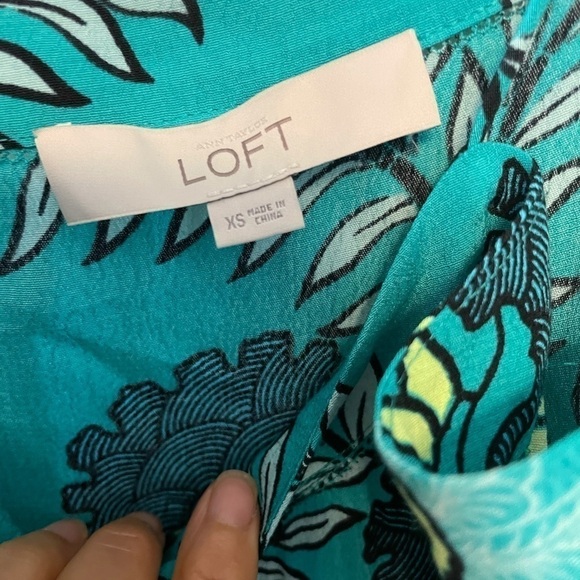 ANN TAYLOR
LOFT
XS MADE IN
CHINA